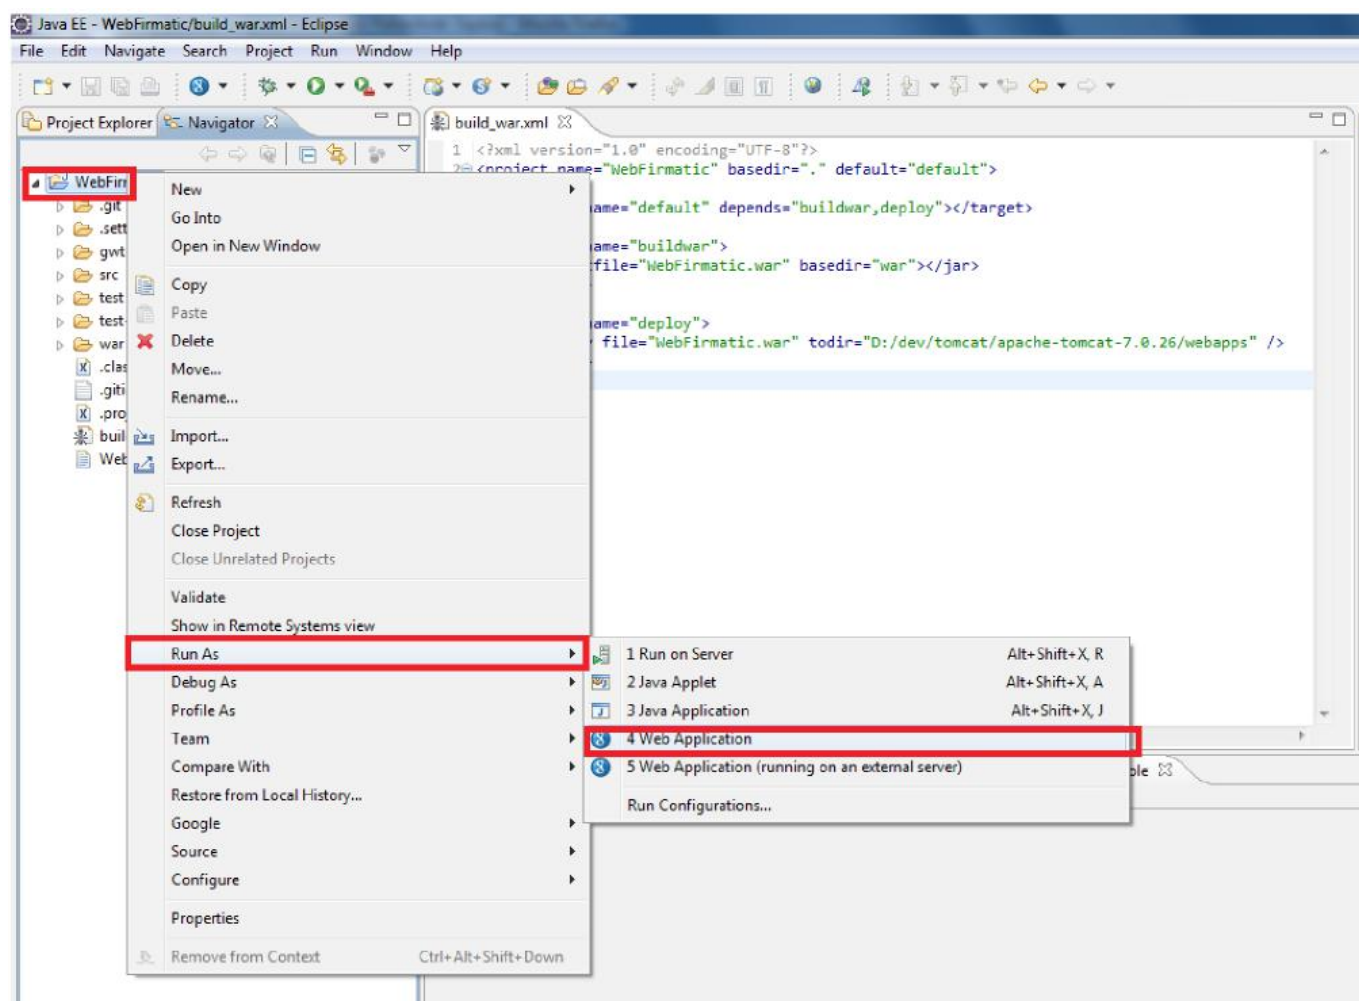 Java EE - WebFirmatic/build_war.xml - Eclipse
File Edit Navigate Search Project Run Window Help
Project Explorer Navigator build_war.xml
1 <?xml version="1.0" encoding="UTF-8"?>
2 <project name="WebFirmatic" basedir="." default="default">
ame="default" depends="buildwar,deploy"></target>
ame="buildwar">
file="WebFirmatic.war" basedir="war"></jar>
ame="deploy">
file="WebFirmatic.war" todir="D:/dev/tomcat/apache-tomcat-7.0.26/webapps" />
WebFirm
.git
.sett
gwt
src
test
test-
war
.clas
.giti
.pro
buil
Web
New
Go Into
Open in New Window
Copy
Paste
Delete
Move...
Rename...
Import...
Export...
Refresh
Close Project
Close Unrelated Projects
Validate
Show in Remote Systems view
Run As
Debug As
Profile As
Team
Compare With
Restore from Local History...
Google
Source
Configure
Properties
Remove from Context Ctrl+Alt+Shift+Down
1 Run on Server Alt+Shift+X, R
2 Java Applet Alt+Shift+X, A
3 Java Application Alt+Shift+X, J
4 Web Application
5 Web Application (running on an external server)
Run Configurations...
ole